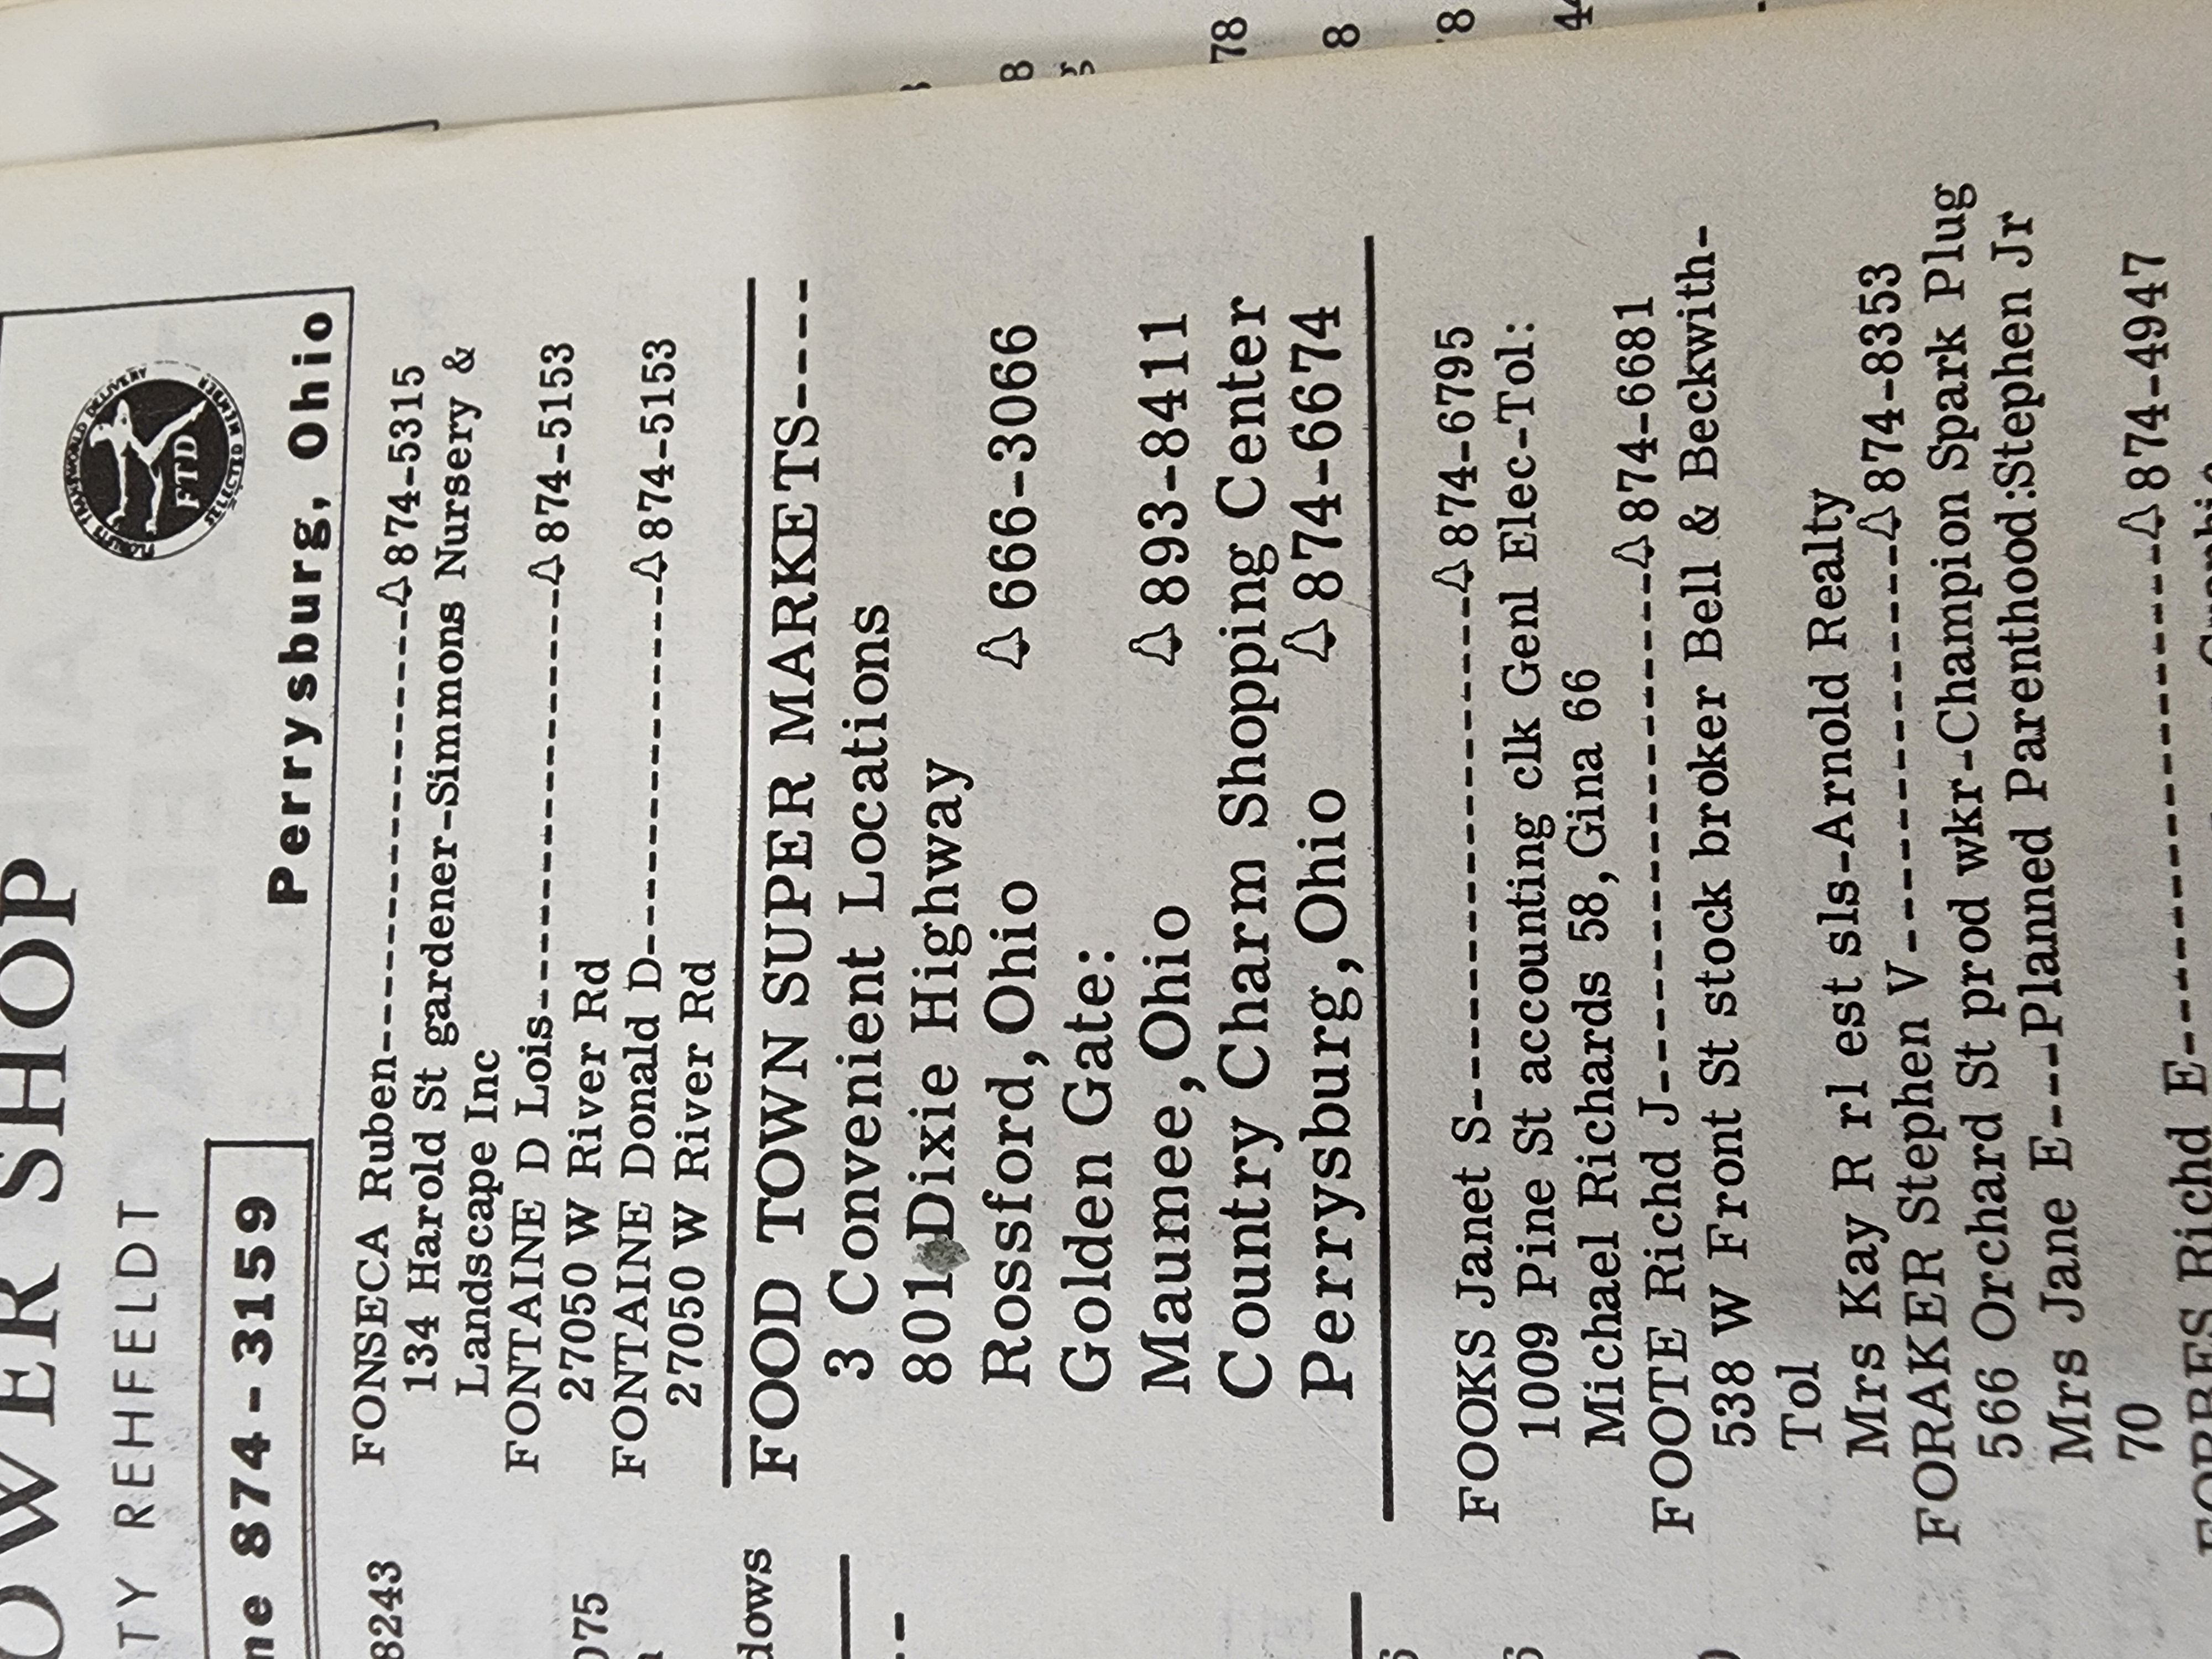 OWER SHOP
TY REHFELDT
ne 874-3159
FTD
Perrysburg, Ohio
FONSECA Ruben-----------------------874-5315
134 Harold St gardener-Simmons Nursery &
Landscape Inc
FONTAINE D Lois---------------------874-5153
27050 W River Rd
FONTAINE Donald D-----------------874-5153
27050 W River Rd
FOOD TOWN SUPER MARKETS----
3 Convenient Locations
801 Dixie Highway
Rossford, Ohio 666-3066
Golden Gate:
Maumee, Ohio 893-8411
Country Charm Shopping Center
Perrysburg, Ohio 874-6674
FOOKS Janet S-------------------------874-6795
1009 Pine St accounting clk Genl Elec-Tol:
Michael Richards 58, Gina 66
FOOTE Richd J-------------------------874-6681
538 W Front St stock broker Bell & Beckwith-
Tol
Mrs Kay R rl est sls-Arnold Realty
FORAKER Stephen V-------------------874-8353
566 Orchard St prod wkr-Champion Spark Plug
Mrs Jane E---Planned Parenthood:Stephen Jr
70
FORBES Richd E-----------------------874-4947
8243
075
dows
78
8
8